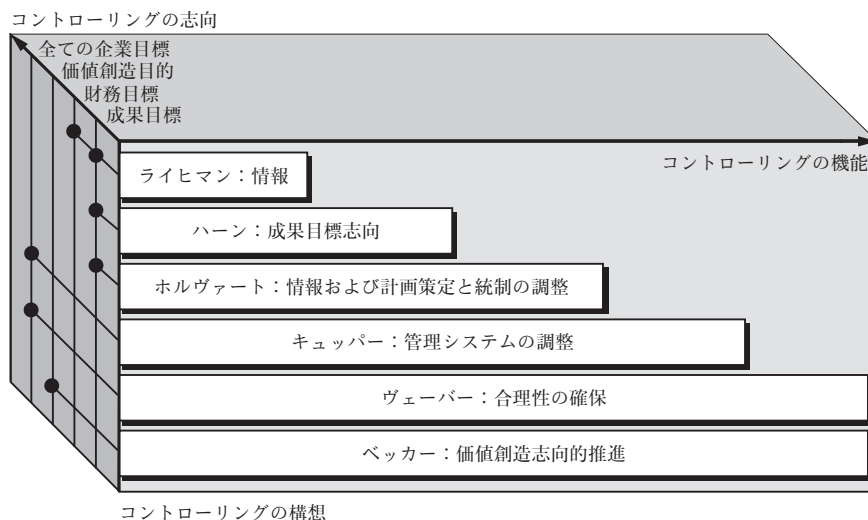 コントローリングの志向
全ての企業目標
価値創造目的
財務目標
成果目標
コントローリングの機能
ライヒマン：情報
ハーン：成果目標志向
ホルヴァート：情報および計画策定と統制の調整
キュッパー：管理システムの調整
ヴェーバー：合理性の確保
ベッカー：価値創造志向的推進
コントローリングの構想